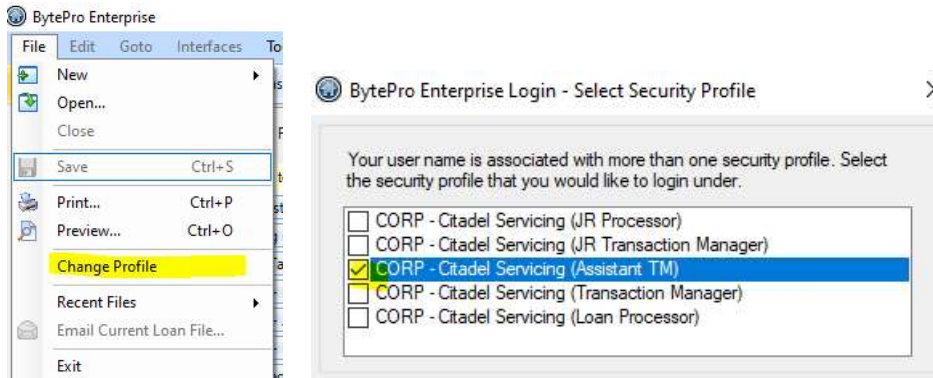 BytePro Enterprise
File Edit Goto Interfaces To
New
Open...
Close
Save Ctrl+S
Print... Ctrl+P
Preview... Ctrl+O
Change Profile
Recent Files
Email Current Loan File...
Exit
BytePro Enterprise Login - Select Security Profile
Your user name is associated with more than one security profile. Select
the security profile that you would like to login under.
CORP - Citadel Servicing (JR Processor)
CORP - Citadel Servicing (JR Transaction Manager)
CORP - Citadel Servicing (Assistant TM)
CORP - Citadel Servicing (Transaction Manager)
CORP - Citadel Servicing (Loan Processor)